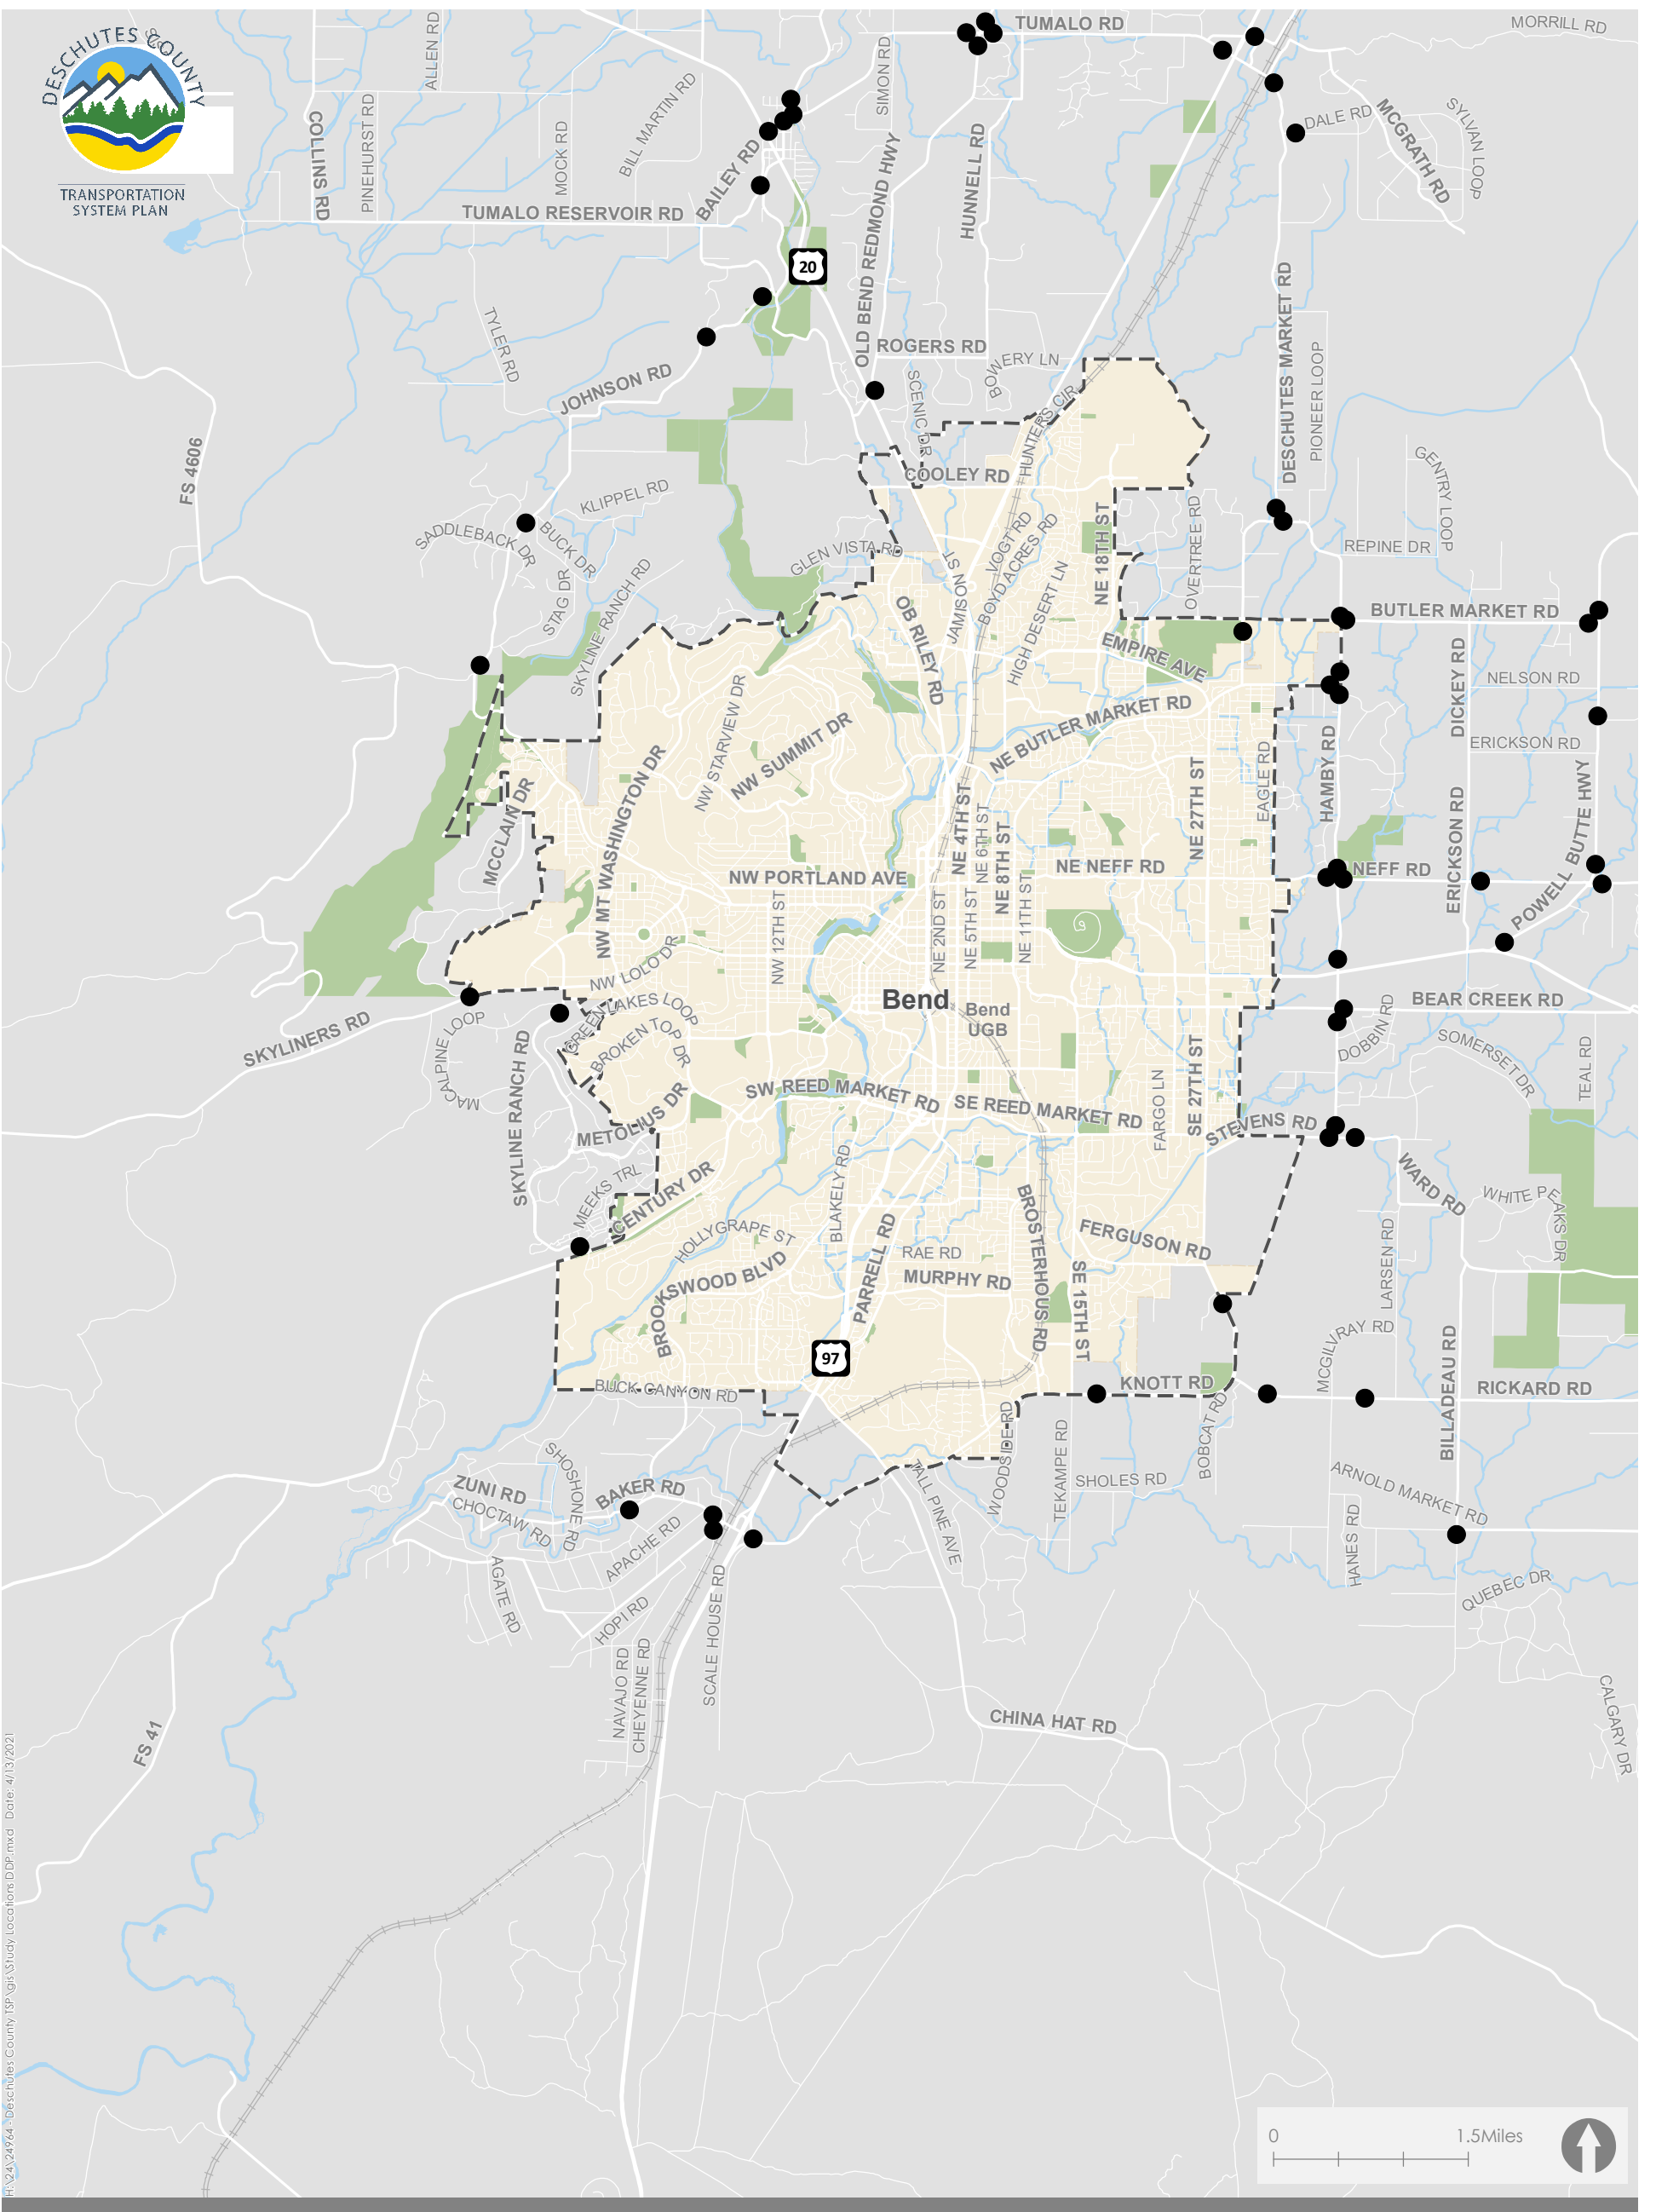 DESCHUTES COUNTY
TRANSPORTATION
SYSTEM PLAN
TUMALO RD
MORRILL RD
ALLEN RD
SIMON RD
COLLINS RD
PINEHURST RD
MOCK RD
BILL MARTIN RD
BAILEY RD
DALE RD
MCGRATH RD
SYLVAN LOOP
TUMALO RESERVOIR RD
HUNNELL RD
OLD BEND REDMOND HWY
20
DESCHUTES MARKET RD
PIONEER LOOP
TYLER RD
ROGERS RD
BOWERY LN
JOHNSON RD
SCENIC DR
HUNTERS CIR
FS 4606
COOLEY RD
GENTRY LOOP
KLIPPEL RD
SADDLEBACK DR
BUCK DR
GLEN VISTA RD
VOGT RD
BOYD ACRES RD
NE 18TH ST
OVERTREE RD
REPINE DR
STAG DR
SKYLINE RANCH RD
JAMISON ST
HIGH DESERT LN
OB RILEY RD
BUTLER MARKET RD
EMPIRE AVE
DICKEY RD
NELSON RD
NW STARVIEW DR
NW SUMMIT DR
NE BUTLER MARKET RD
ERICKSON RD
NW MT WASHINGTON DR
MCCLAIN DR
NE 4TH ST
NE 6TH ST
NE 8TH ST
NE 27TH ST
EAGLE RD
HAMBY RD
ERICKSON RD
POWELL BUTTE HWY
NW PORTLAND AVE
NE NEFF RD
NEFF RD
NW 12TH ST
NE 2ND ST
NE 5TH ST
NE 11TH ST
NW LOLO DR
Bend
Bend
UGB
BEAR CREEK RD
GREEN LAKES LOOP
BROKEN TOP DR
SKYLINERS RD
MACALPINE LOOP
SKYLINE RANCH RD
DOBBIN RD
SOMERSET DR
TEAL RD
METOLIUS DR
SW REED MARKET RD
SE REED MARKET RD
FARGO LN
SE 27TH ST
STEVENS RD
MEEKS TRL
CENTURY DR
WARD RD
WHITE PEAKS DR
HOLLYGRAPE ST
BLAKELY RD
PARRELL RD
BROSTERHOUS RD
FERGUSON RD
RAE RD
MURPHY RD
LARSEN RD
BROOKSWOOD BLVD
SE 15TH ST
97
MCGILVRAY RD
BILLADEAU RD
BUCK CANYON RD
KNOTT RD
RICKARD RD
WOODSIDE RD
TEKAMPE RD
BOBCAT RD
SHOSHONE RD
ZUNI RD
BAKER RD
CHOCTAW RD
TALL PINE AVE
SHOLES RD
ARNOLD MARKET RD
APACHE RD
AGATE RD
HANES RD
QUEBEC DR
HOPI RD
SCALE HOUSE RD
NAVAJO RD
CHEYENNE RD
CHINA HAT RD
CALGARY DR
FS 41
H:\24\24964 - Deschutes County TSP\gis\Study Locations DDP.mxd Date: 4/13/2021
0 1.5Miles